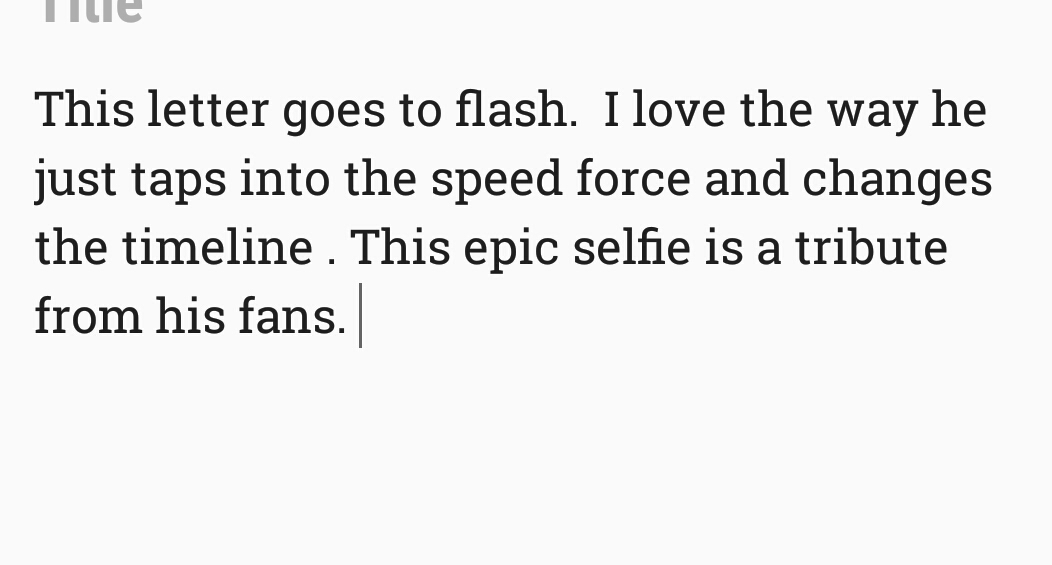 Title
This letter goes to flash.  I love the way he
just taps into the speed force and changes
the timeline . This epic selfie is a tribute
from his fans.